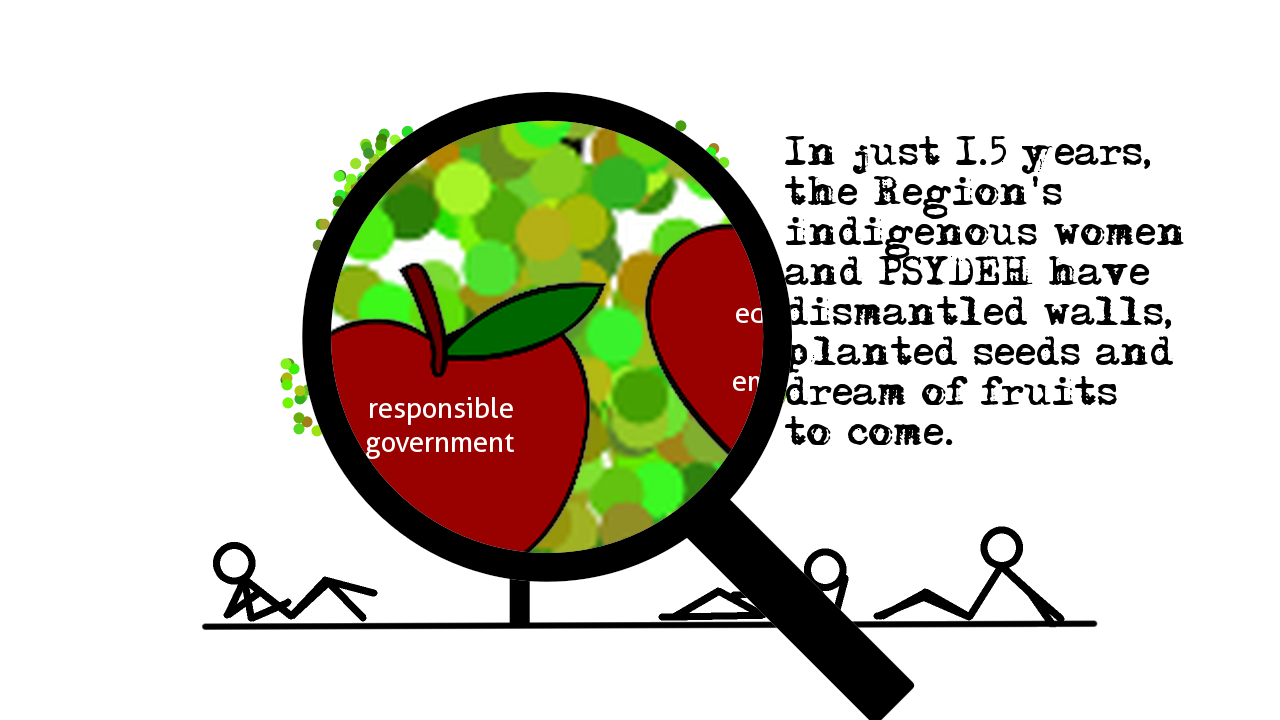 In just 1.5 years,
the Region's
indigenous women
and PSYDEH have
dismantled walls,
planted seeds and
dream of fruits
to come.
responsible
government